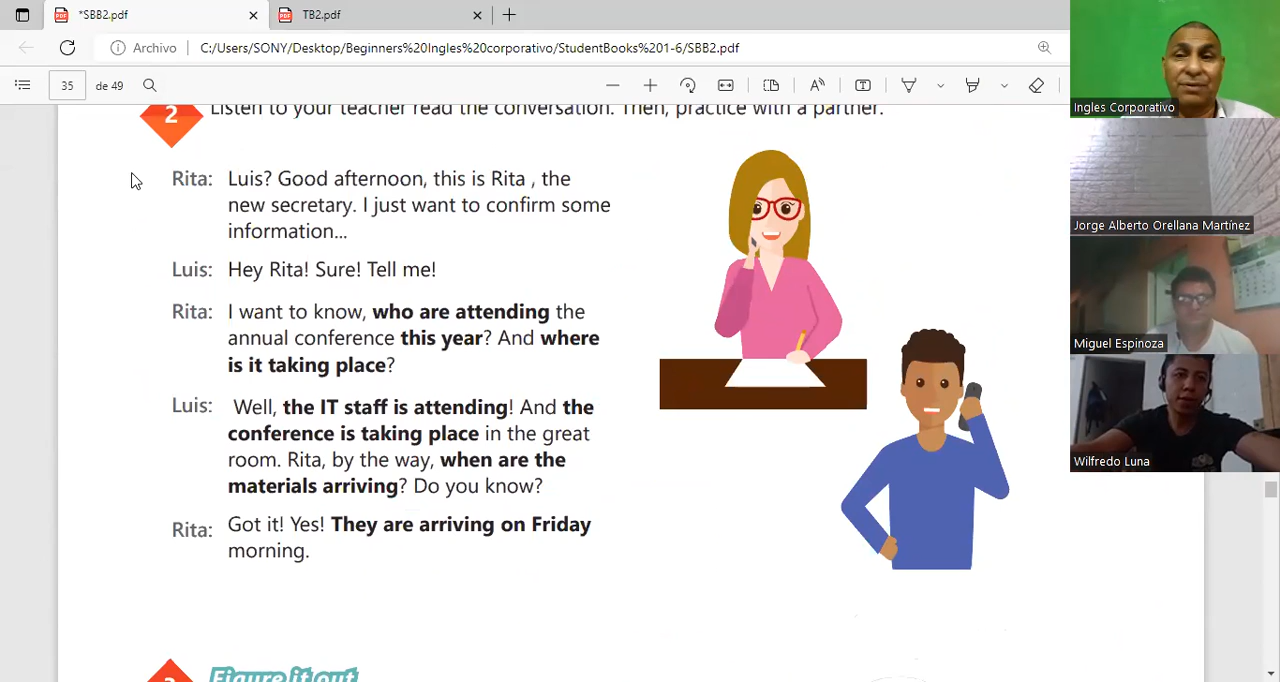 *SBB2.pdf
TB2.pdf
Archivo
C:/Users/SONY/Desktop/Beginners%20Ingles%20corporativo/StudentBooks%201-6/SBB2.pdf
35
de 49
2
Listen to your teacher read the conversation. Then, practice with a partner.
Rita: Luis? Good afternoon, this is Rita , the
new secretary. I just want to confirm some
information...
Luis: Hey Rita! Sure! Tell me!
Rita: I want to know, who are attending the
annual conference this year? And where
is it taking place?
Luis: Well, the IT staff is attending! And the
conference is taking place in the great
room. Rita, by the way, when are the
materials arriving? Do you know?
Rita: Got it! Yes! They are arriving on Friday
morning.
3
Figure it out
Ingles Corporativo
Jorge Alberto Orellana Martínez
Miguel Espinoza
Wilfredo Luna